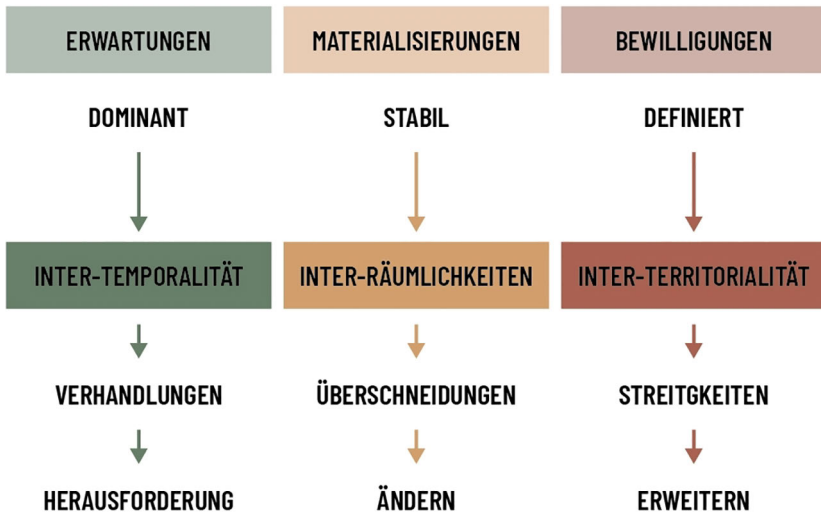 ERWARTUNGEN MATERIALISIERUNGEN BEWILLIGUNGEN
DOMINANT STABIL DEFINIERT
INTER-TEMPORALITÄT INTER-RÄUMLICHKEITEN INTER-TERRITORIALITÄT
VERHANDLUNGEN ÜBERSCHNEIDUNGEN STREITGKEITEN
HERAUSFORDERUNG ÄNDERN ERWEITERN